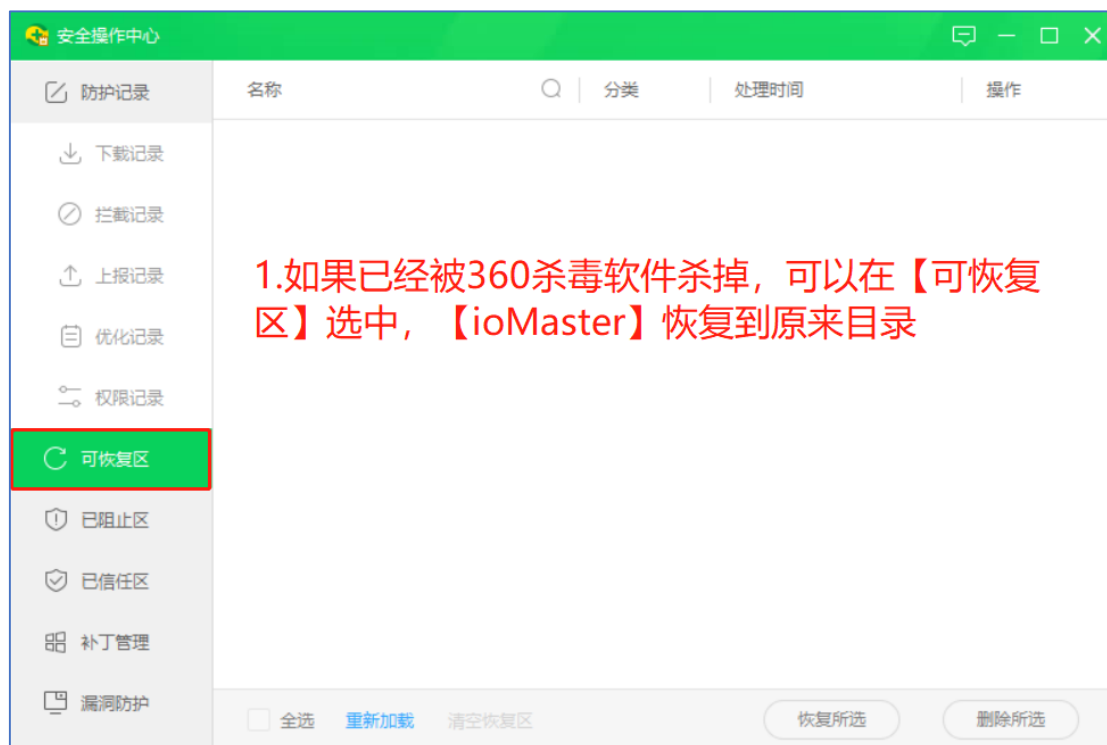 安全操作中心
防护记录
名称
分类
处理时间
操作
下载记录
拦截记录
上报记录
优化记录
权限记录
可恢复区
已阻止区
已信任区
补丁管理
漏洞防护
1.如果已经被360杀毒软件杀掉，可以在【可恢复
区】选中，【ioMaster】恢复到原来目录
全选
重新加载
清空恢复区
恢复所选
删除所选